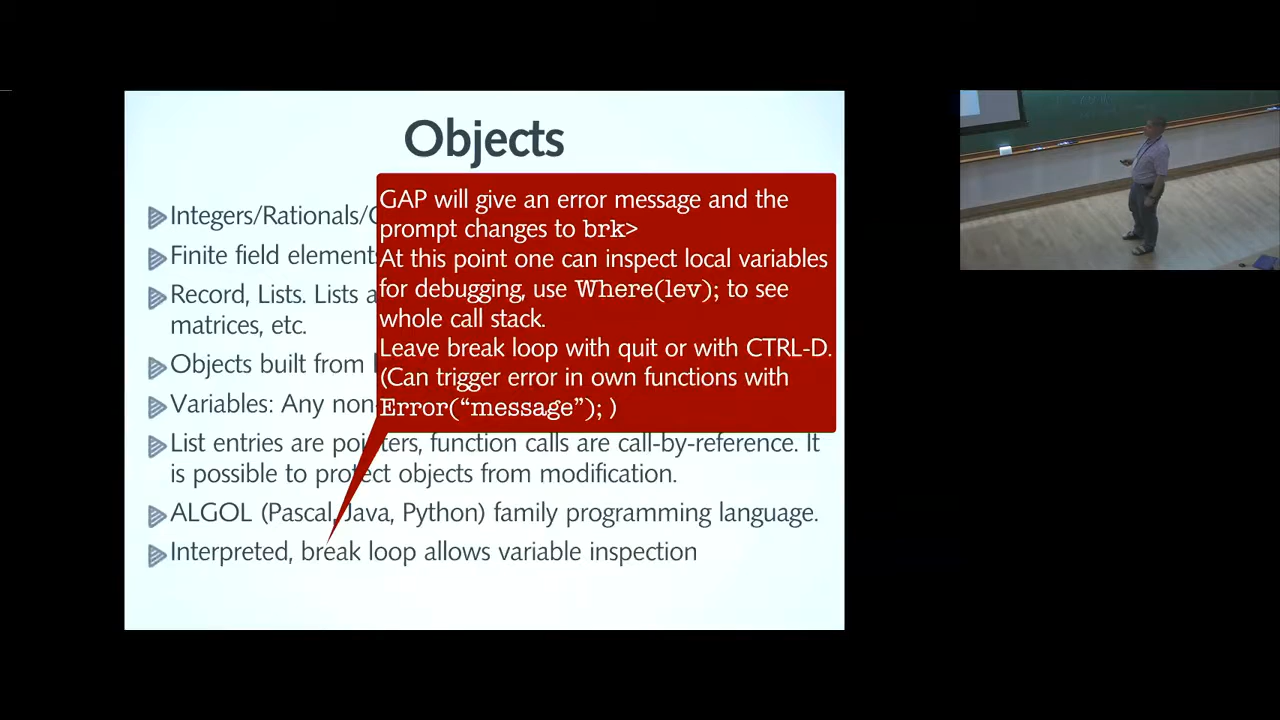 Objects
Integers/Rationals/
GAP will give an error message and the
prompt changes to brk>
At this point one can inspect local variables
for debugging, use Where(lev); to see
whole call stack.
Leave break loop with quit or with CTRL-D.
(Can trigger error in own functions with
Error(“message”); )
Finite field element
Record, Lists. Lists a
matrices, etc.
Objects built from
Variables: Any non-
List entries are pointers, function calls are call-by-reference. It
is possible to protect objects from modification.
ALGOL (Pascal, Java, Python) family programming language.
Interpreted, break loop allows variable inspection